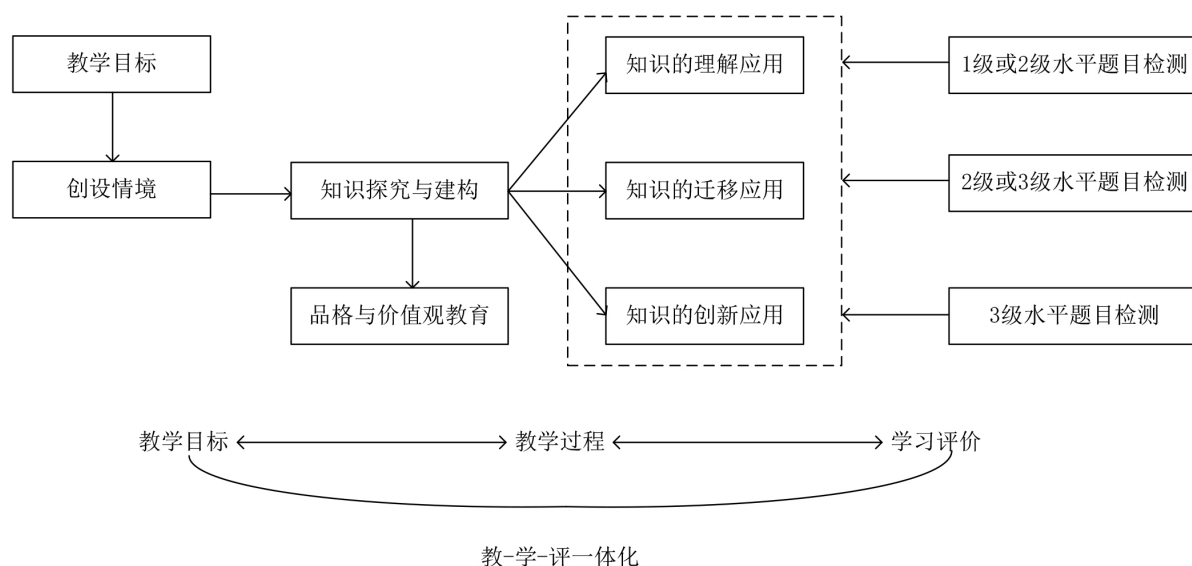 教学目标
知识的理解应用
1级或2级水平题目检测
创设情境
知识探究与建构
知识的迁移应用
2级或3级水平题目检测
品格与价值观教育
知识的创新应用
3级水平题目检测
教学目标
教学过程
学习评价
教-学-评一体化